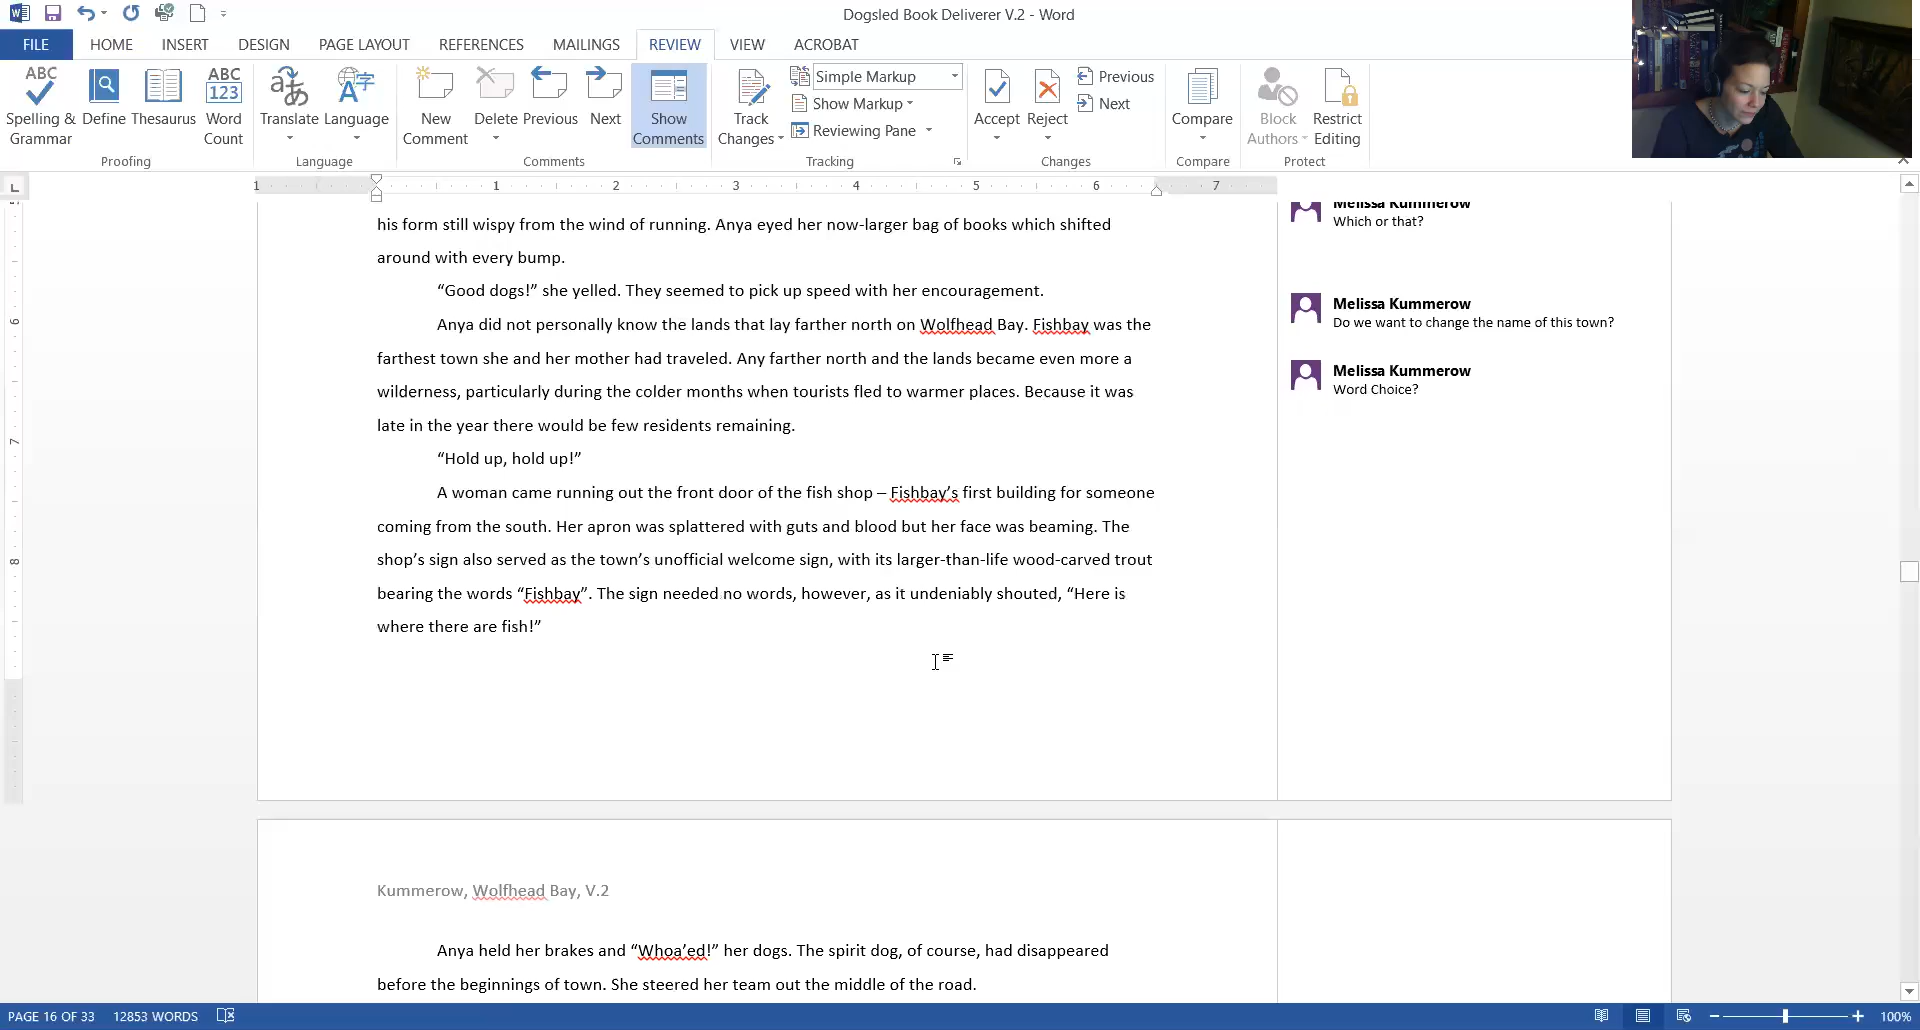 Dogsled Book Deliverer V.2 - Word
FILE HOME INSERT DESIGN PAGE LAYOUT REFERENCES MAILINGS REVIEW VIEW ACROBAT
ABC
Spelling &
Grammar
Define
Thesaurus
ABC
123
Word
Count
Proofing
Translate
Language
Language
New
Comment
Delete
Previous
Next
Show
Comments
Comments
Track
Changes
Simple Markup
Show Markup
Reviewing Pane
Tracking
Accept
Reject
Previous
Next
Changes
Compare
Compare
Block
Authors
Restrict
Editing
Protect
1 1 2 3 4 5 6 7
his form still wispy from the wind of running. Anya eyed her now-larger bag of books which shifted
around with every bump.
“Good dogs!” she yelled. They seemed to pick up speed with her encouragement.
Anya did not personally know the lands that lay farther north on Wolfhead Bay. Fishbay was the
farthest town she and her mother had traveled. Any farther north and the lands became even more a
wilderness, particularly during the colder months when tourists fled to warmer places. Because it was
late in the year there would be few residents remaining.
“Hold up, hold up!”
A woman came running out the front door of the fish shop – Fishbay’s first building for someone
coming from the south. Her apron was splattered with guts and blood but her face was beaming. The
shop’s sign also served as the town’s unofficial welcome sign, with its larger-than-life wood-carved trout
bearing the words “Fishbay”. The sign needed no words, however, as it undeniably shouted, “Here is
where there are fish!”
Melissa Kummerow
Which or that?
Melissa Kummerow
Do we want to change the name of this town?
Melissa Kummerow
Word Choice?
6
7
8
Kummerow, Wolfhead Bay, V.2
Anya held her brakes and “Whoa’ed!” her dogs. The spirit dog, of course, had disappeared
before the beginnings of town. She steered her team out the middle of the road.
PAGE 16 OF 33 12853 WORDS 100%